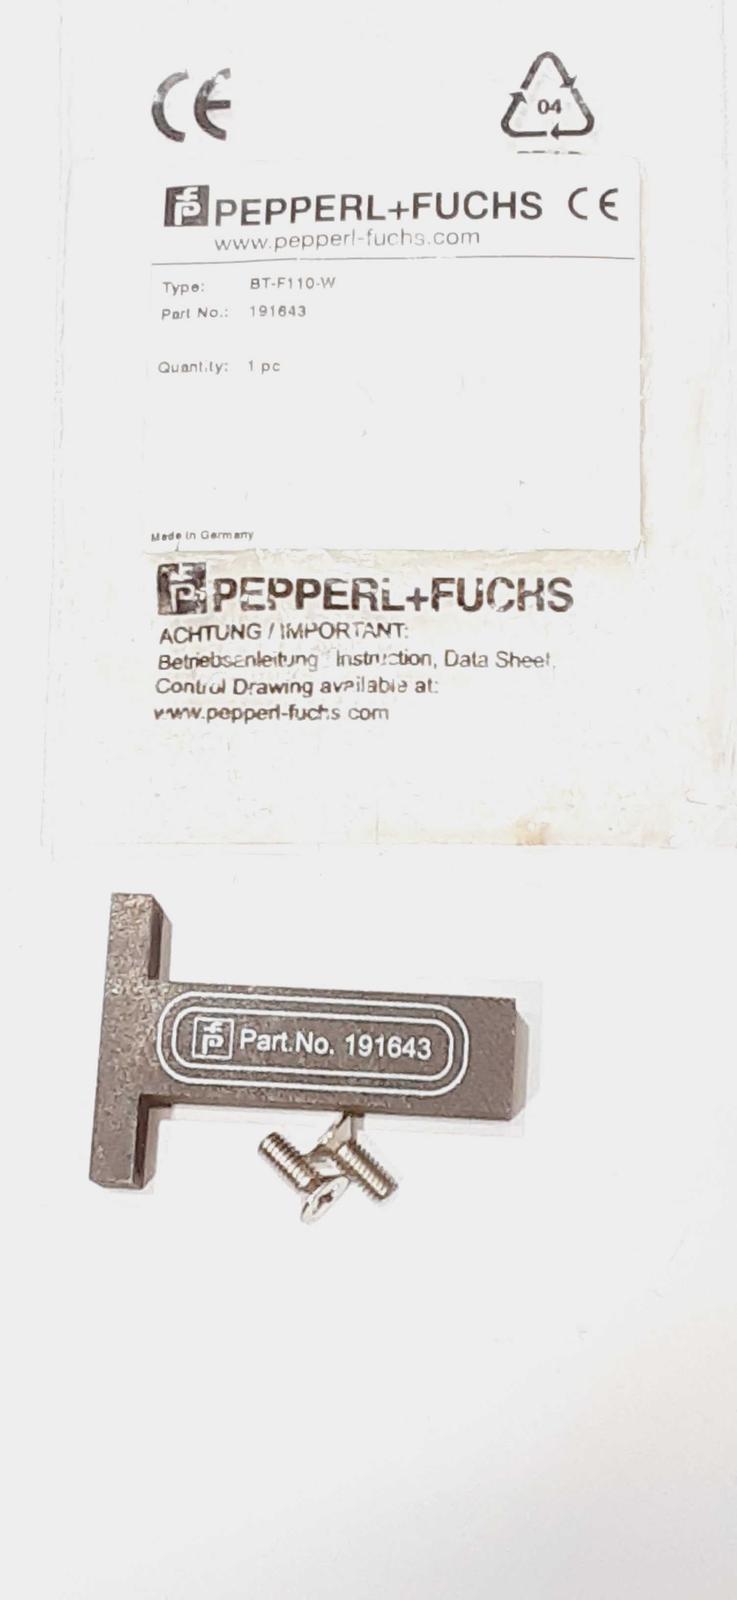 CE
04
PEPPERL+FUCHS CE
www.pepperl-fuchs.com
Type: BT-F110-W
Part No.: 191643
Quantity: 1 pc
Made in Germany
PEPPERL+FUCHS
ACHTUNG / IMPORTANT:
Betriebsanleitung Instruction, Data Sheet,
Control Drawing available at:
www.pepperl-fuchs com
Part.No. 191643